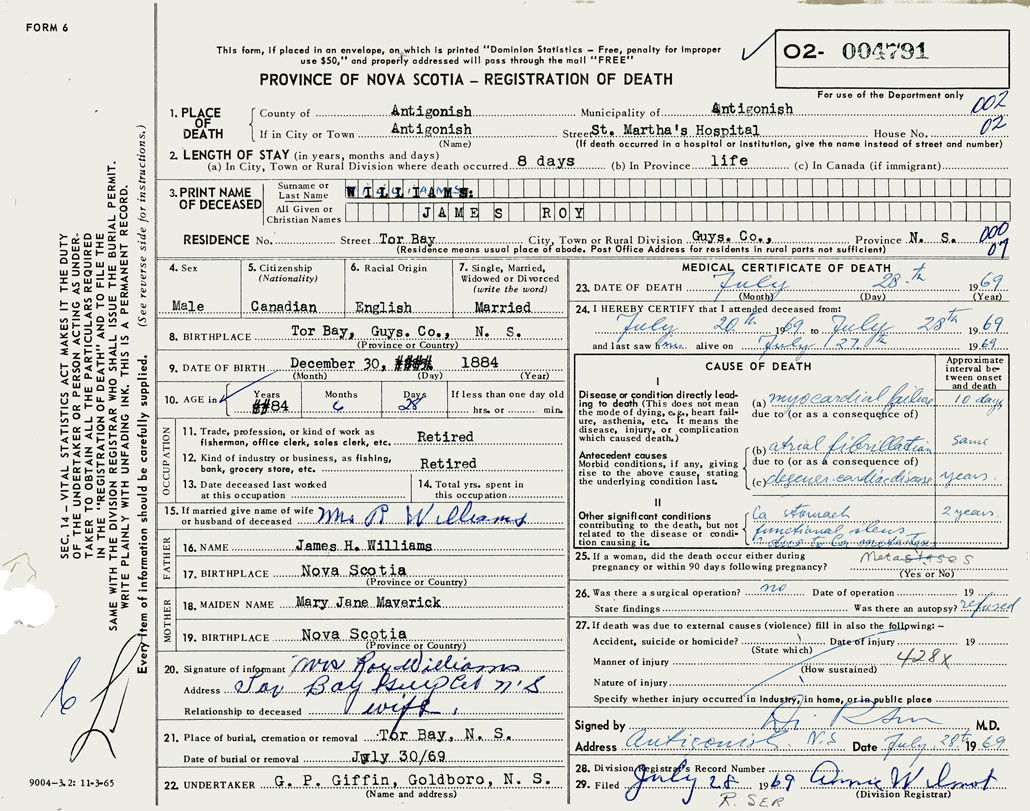 FORM 6
This form, if placed in an envelope, on which is printed "Dominion Statistics – Free, penalty for improper
use $50," and properly addressed will pass through the mail "FREE"
PROVINCE OF NOVA SCOTIA – REGISTRATION OF DEATH
02- 004791
For use of the Department only
002
02
1. PLACE OF DEATH
County of Antigonish Municipality of Antigonish
If in City or Town Antigonish Street St. Martha's Hospital House No.
(Name) (If death occurred in a hospital or institution, give the name instead of street and number)
2. LENGTH OF STAY (in years, months and days)
(a) In City, Town or Rural Division where death occurred 8 days (b) In Province life (c) In Canada (if immigrant)
3. PRINT NAME OF DECEASED
Surname or Last Name WILLIAMS
All Given or Christian Names JAMES ROY
RESIDENCE No. Street Tor Bay City, Town or Rural Division Guys. Co., Province N. S.
(Residence means usual place of abode. Post Office Address for residents in rural parts not sufficient)
000
07
4. Sex
Male
5. Citizenship
(Nationality)
Canadian
6. Racial Origin
English
7. Single, Married,
Widowed or Divorced
(write the word)
Married
8. BIRTHPLACE Tor Bay, Guys. Co., N. S.
(Province or Country)
9. DATE OF BIRTH December 30, #### 1884
(Month) (Day) (Year)
10. AGE in Years Months Days If less than one day old
##84 6 28 hrs. or min.
OCCUPATION
11. Trade, profession, or kind of work as
fisherman, office clerk, sales clerk, etc. Retired
12. Kind of industry or business, as fishing,
bank, grocery store, etc. Retired
13. Date deceased last worked
at this occupation
14. Total yrs. spent in
this occupation
15. If married give name of wife
or husband of deceased Mrs R Williams
FATHER
16. NAME James H. Williams
17. BIRTHPLACE Nova Scotia
(Province or Country)
MOTHER
18. MAIDEN NAME Mary Jane Maverick
19. BIRTHPLACE Nova Scotia
(Province or Country)
20. Signature of informant Mrs Roy Williams
Address Tor Bay N S
Relationship to deceased wife
21. Place of burial, cremation or removal Tor Bay, N. S.
Date of burial or removal July 30/69
22. UNDERTAKER G. P. Giffin, Goldboro, N. S.
(Name and address)
MEDICAL CERTIFICATE OF DEATH
23. DATE OF DEATH July 28th 1969
(Month) (Day) (Year)
24. I HEREBY CERTIFY that I attended deceased from:
July 20th 1969 to July 28th 1969
and last saw him alive on July 27th 1969
CAUSE OF DEATH
Approximate
interval be-
tween onset
and death
I
Disease or condition directly lead-
ing to death (This does not mean
the mode of dying, e.g., heart fail-
ure, asthenia, etc. It means the
disease, injury, or complication
which caused death.)
(a) myocardial failure 10 days
due to (or as a consequence of)
Antecedent causes
Morbid conditions, if any, giving
rise to the above cause, stating
the underlying condition last.
(b) atrial fibrillation same
due to (or as a consequence of)
(c) degener. cardiac disease years.
II
Other significant conditions
contributing to the death, but not
related to the disease or condi-
tion causing it.
Ca stomach 2 years.
functional ileus
due to Ca metastases
Metastases
25. If a woman, did the death occur either during
pregnancy or within 90 days following pregnancy?
(Yes or No)
26. Was there a surgical operation? no Date of operation 19
State findings Was there an autopsy? refused
27. If death was due to external causes (violence) fill in also the following: –
Accident, suicide or homicide? Date of injury 19
(State which)
Manner of injury 428X
(How sustained)
Nature of injury
Specify whether injury occurred in Industry, in home, or in public place
Signed by M.D.
Address Antigonish N.S Date July 28th 1969
28. Division Registrar's Record Number
29. Filed July 28 1969 Annie Wilmot
(Division Registrar)
R. SER
SEC. 14 – VITAL STATISTICS ACT MAKES IT THE DUTY
OF THE UNDERTAKER OR PERSON ACTING AS UNDER-
TAKER TO OBTAIN ALL THE PARTICULARS REQUIRED
IN THE "REGISTRATION OF DEATH" AND TO FILE THE
SAME WITH THE DIVISION REGISTRAR WHO SHALL ISSUE THE BURIAL PERMIT.
WRITE PLAINLY WITH UNFADING INK. THIS IS A PERMANENT RECORD.
Every item of information should be carefully supplied. (See reverse side for instructions.)
9004-3.2: 11-3-65